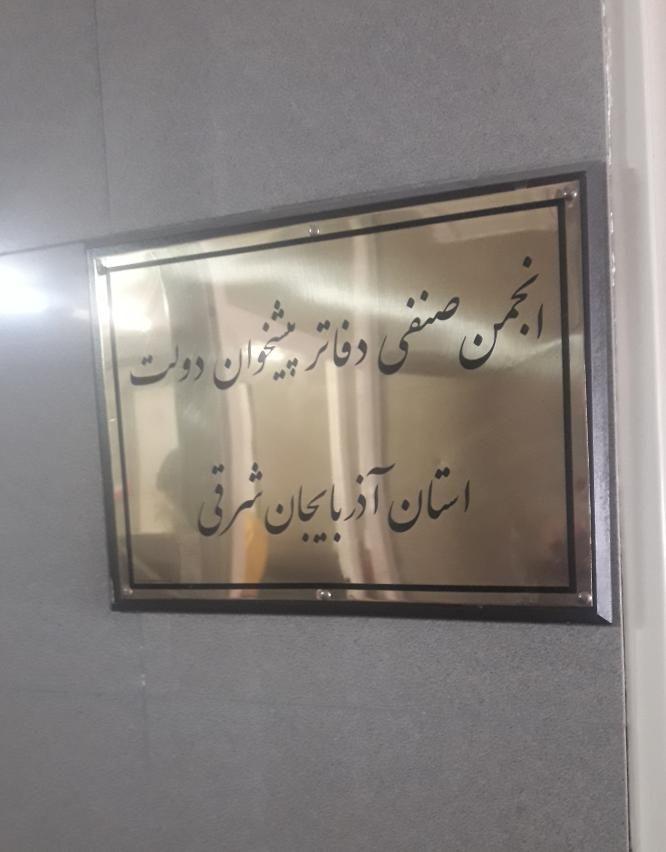 انجمن صنفی دفاتر پیشخوان دولت
استان آذربایجان شرقی